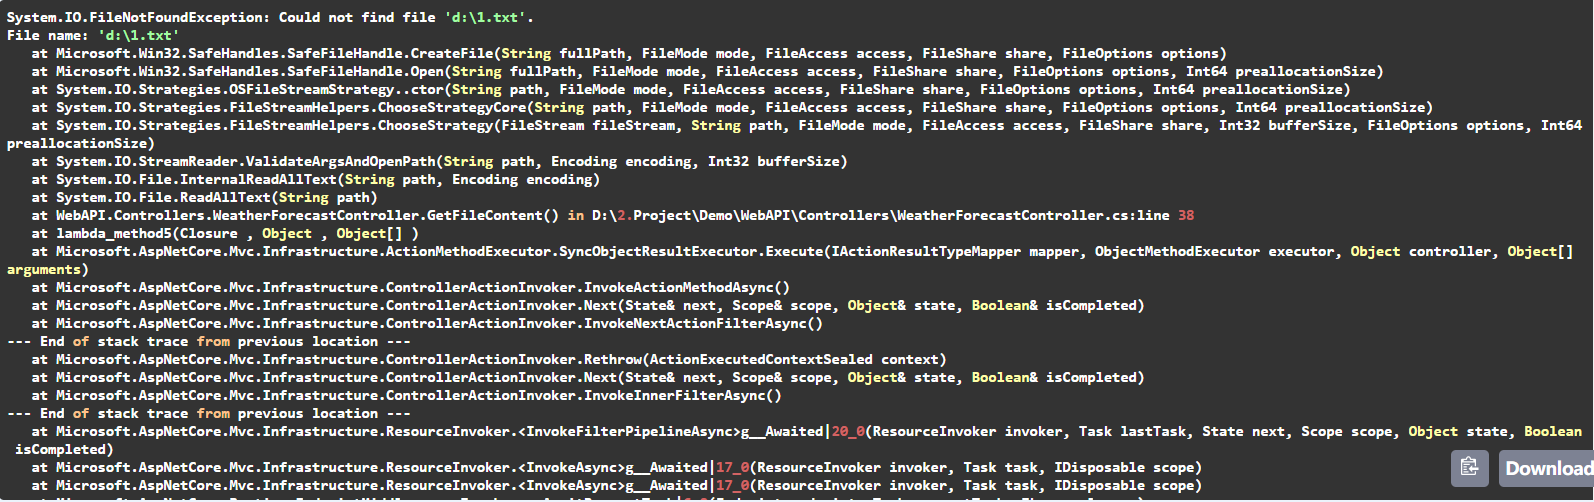 System.IO.FileNotFoundException: Could not find file 'd:\1.txt'.
File name: 'd:\1.txt'
   at Microsoft.Win32.SafeHandles.SafeFileHandle.CreateFile(String fullPath, FileMode mode, FileAccess access, FileShare share, FileOptions options)
   at Microsoft.Win32.SafeHandles.SafeFileHandle.Open(String fullPath, FileMode mode, FileAccess access, FileShare share, FileOptions options, Int64 preallocationSize)
   at System.IO.Strategies.OSFileStreamStrategy..ctor(String path, FileMode mode, FileAccess access, FileShare share, FileOptions options, Int64 preallocationSize)
   at System.IO.Strategies.FileStreamHelpers.ChooseStrategyCore(String path, FileMode mode, FileAccess access, FileShare share, FileOptions options, Int64 preallocationSize)
   at System.IO.Strategies.FileStreamHelpers.ChooseStrategy(FileStream fileStream, String path, FileMode mode, FileAccess access, FileShare share, Int32 bufferSize, FileOptions options, Int64
preallocationSize)
   at System.IO.StreamReader.ValidateArgsAndOpenPath(String path, Encoding encoding, Int32 bufferSize)
   at System.IO.File.InternalReadAllText(String path, Encoding encoding)
   at System.IO.File.ReadAllText(String path)
   at WebAPI.Controllers.WeatherForecastController.GetFileContent() in D:\2.Project\Demo\WebAPI\Controllers\WeatherForecastController.cs:line 38
   at lambda_method5(Closure , Object , Object[] )
   at Microsoft.AspNetCore.Mvc.Infrastructure.ActionMethodExecutor.SyncObjectResultExecutor.Execute(IActionResultTypeMapper mapper, ObjectMethodExecutor executor, Object controller, Object[]
arguments)
   at Microsoft.AspNetCore.Mvc.Infrastructure.ControllerActionInvoker.InvokeActionMethodAsync()
   at Microsoft.AspNetCore.Mvc.Infrastructure.ControllerActionInvoker.Next(State& next, Scope& scope, Object& state, Boolean& isCompleted)
   at Microsoft.AspNetCore.Mvc.Infrastructure.ControllerActionInvoker.InvokeNextActionFilterAsync()
--- End of stack trace from previous location ---
   at Microsoft.AspNetCore.Mvc.Infrastructure.ControllerActionInvoker.Rethrow(ActionExecutedContextSealed context)
   at Microsoft.AspNetCore.Mvc.Infrastructure.ControllerActionInvoker.Next(State& next, Scope& scope, Object& state, Boolean& isCompleted)
   at Microsoft.AspNetCore.Mvc.Infrastructure.ControllerActionInvoker.InvokeInnerFilterAsync()
--- End of stack trace from previous location ---
   at Microsoft.AspNetCore.Mvc.Infrastructure.ResourceInvoker.<InvokeFilterPipelineAsync>g__Awaited|20_0(ResourceInvoker invoker, Task lastTask, State next, Scope scope, Object state, Boolean
 isCompleted)
   at Microsoft.AspNetCore.Mvc.Infrastructure.ResourceInvoker.<InvokeAsync>g__Awaited|17_0(ResourceInvoker invoker, Task task, IDisposable scope)
   at Microsoft.AspNetCore.Mvc.Infrastructure.ResourceInvoker.<InvokeAsync>g__Awaited|17_0(ResourceInvoker invoker, Task task, IDisposable scope)
Download